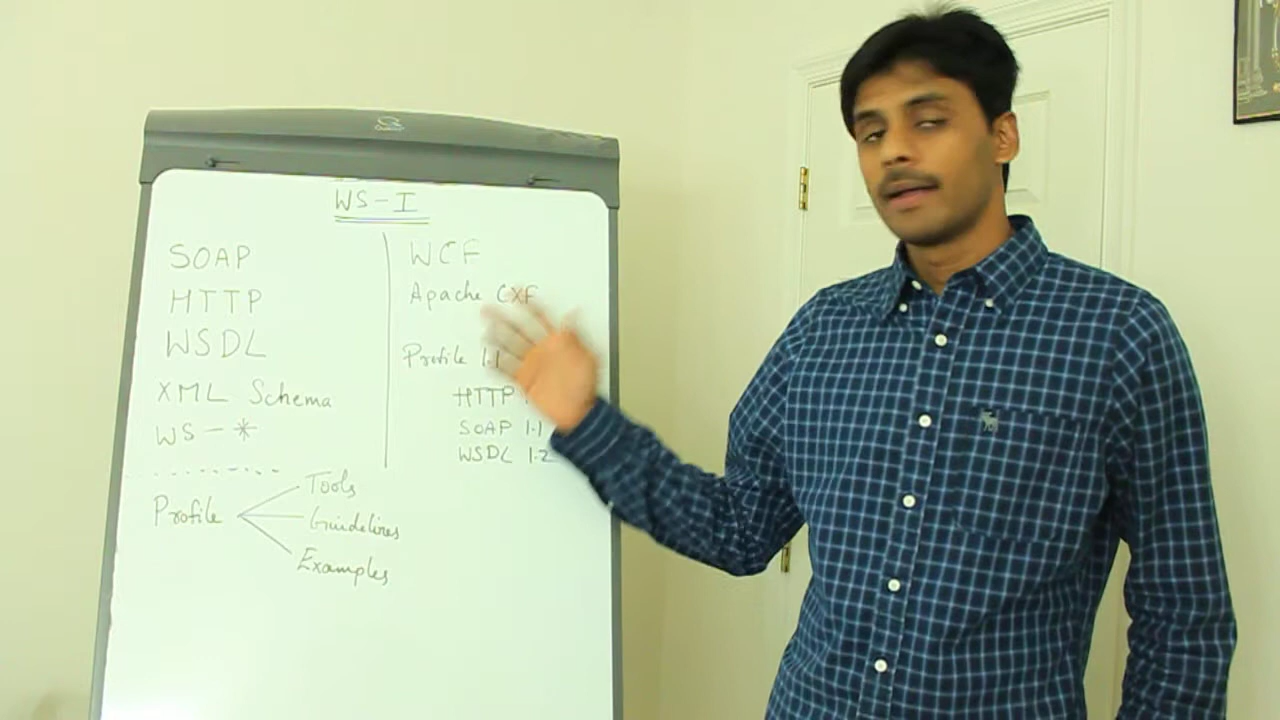 WS-I
SOAP
HTTP
WSDL
XML Schema
WS-*
Profile
Tools
Guidelines
Examples
WCF
Apache CXF
Profile 1.1
HTTP
SOAP 1.1
WSDL 1.2